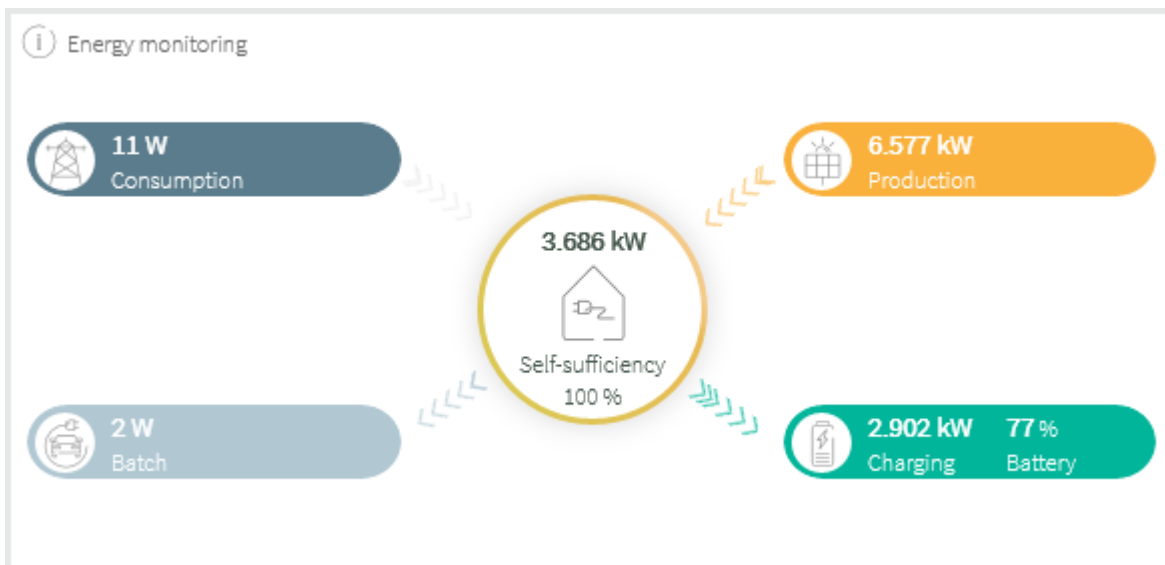 Energy monitoring
11 W
Consumption
6.577 kW
Production
3.686 kW
Self-sufficiency
100 %
2 W
Batch
2.902 kW 77 %
Charging Battery